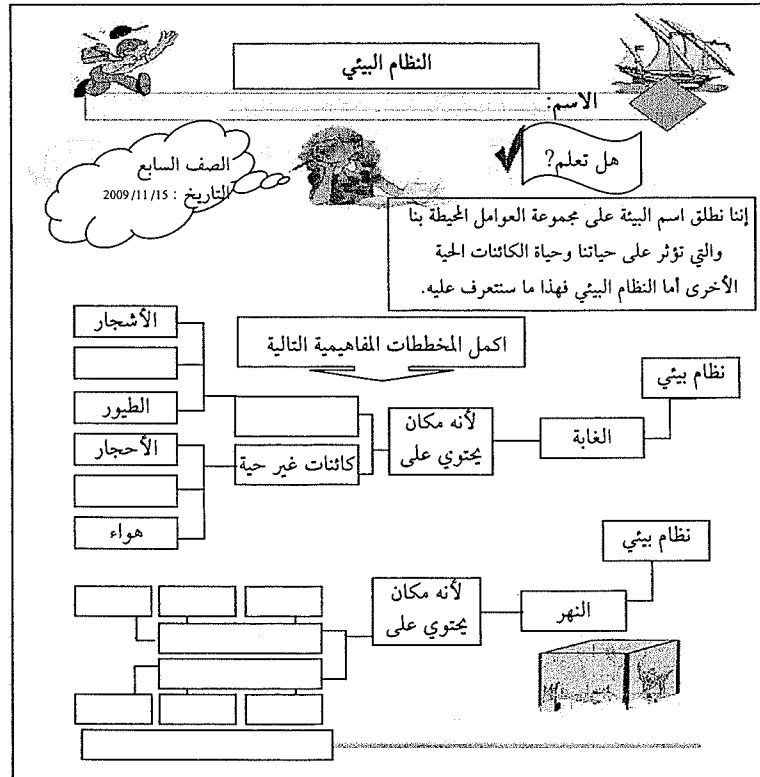 النظام البيئي
الاسم:
هل تعلم?
الصف السابع
التاريخ : 2009/11/15
إننا نطلق اسم البيئة على مجموعة العوامل المحيطة بنا
والتي تؤثر على حياتنا وحياة الكائنات الحية
الأخرى أما النظام البيئي فهذا ما سنتعرف عليه.
اكمل المخططات المفاهيمية التالية
نظام بيئي
الغابة
لأنه مكان
يحتوي على
كائنات غير حية
الأشجار
الطيور
الأحجار
هواء
نظام بيئي
النهر
لأنه مكان
يحتوي على